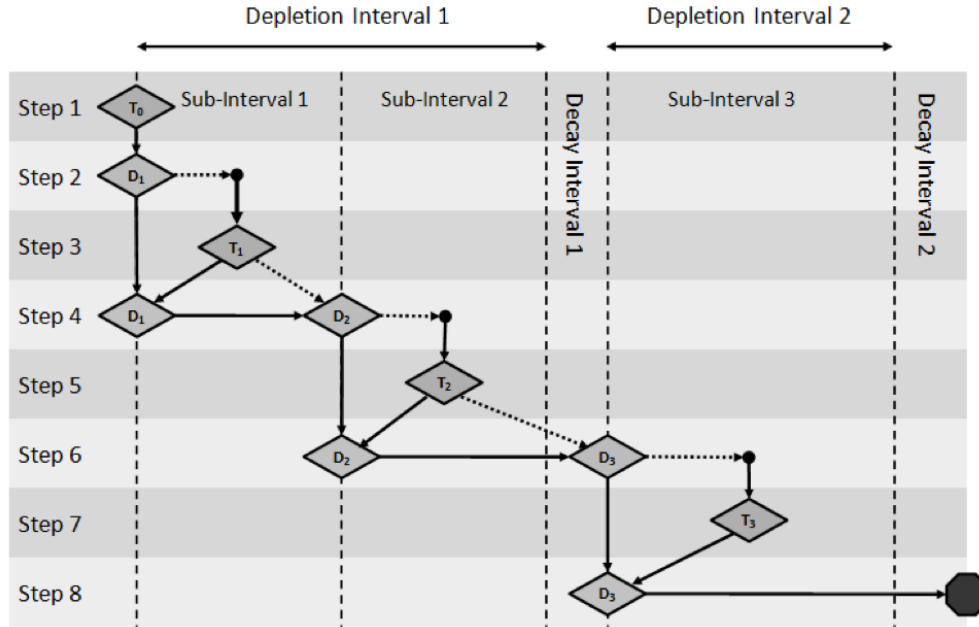 Depletion Interval 1 Depletion Interval 2
Step 1 T₀ Sub-Interval 1 Sub-Interval 2 Decay Interval 1 Sub-Interval 3 Decay Interval 2
Step 2 D₁
Step 3 T₁
Step 4 D₁ D₂
Step 5 T₂
Step 6 D₂ D₃
Step 7 T₃
Step 8 D₃